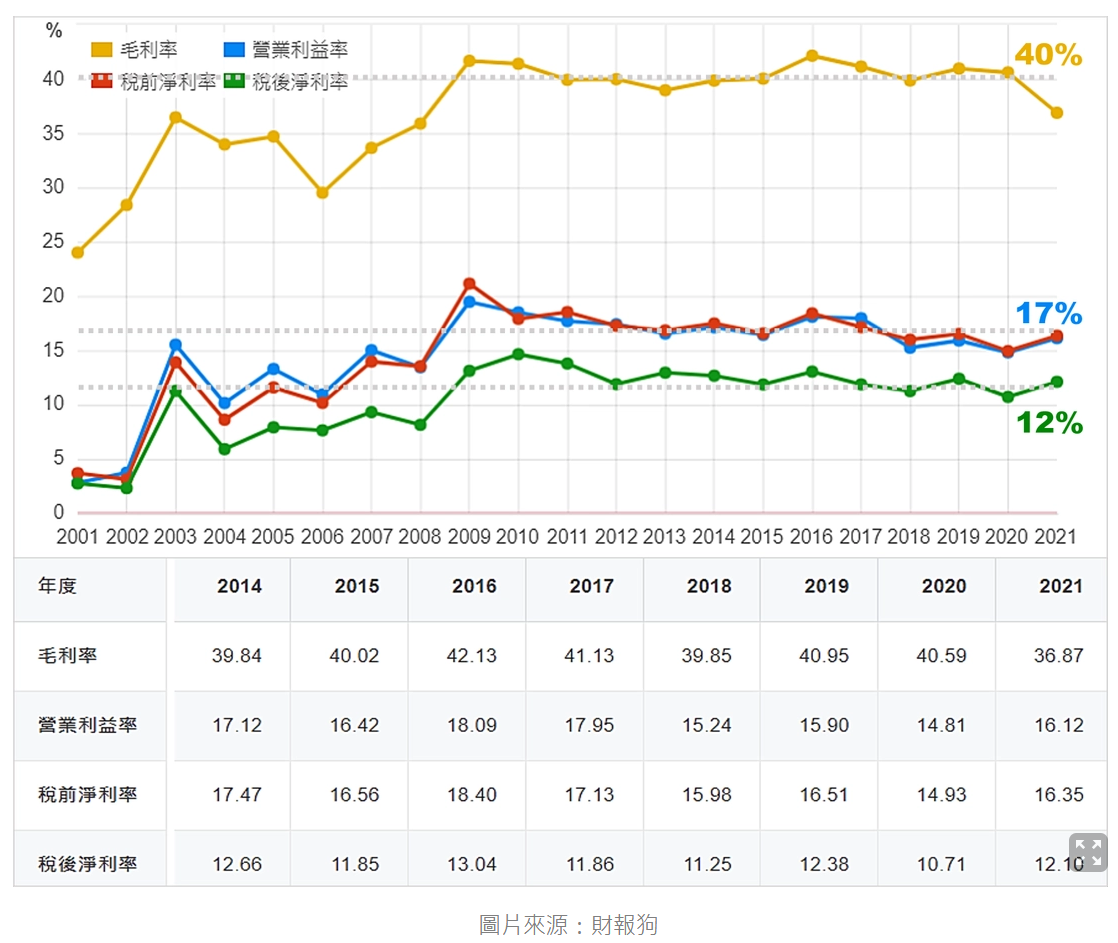 %
毛利率 營業利益率
稅前淨利率 稅後淨利率
40%
40
35
30
25
20
17%
15
10
12%
5
0
2001 2002 2003 2004 2005 2006 2007 2008 2009 2010 2011 2012 2013 2014 2015 2016 2017 2018 2019 2020 2021
年度 2014 2015 2016 2017 2018 2019 2020 2021
毛利率 39.84 40.02 42.13 41.13 39.85 40.95 40.59 36.87
營業利益率 17.12 16.42 18.09 17.95 15.24 15.90 14.81 16.12
稅前淨利率 17.47 16.56 18.40 17.13 15.98 16.51 14.93 16.35
稅後淨利率 12.66 11.85 13.04 11.86 11.25 12.38 10.71 12.10
圖片來源：財報狗